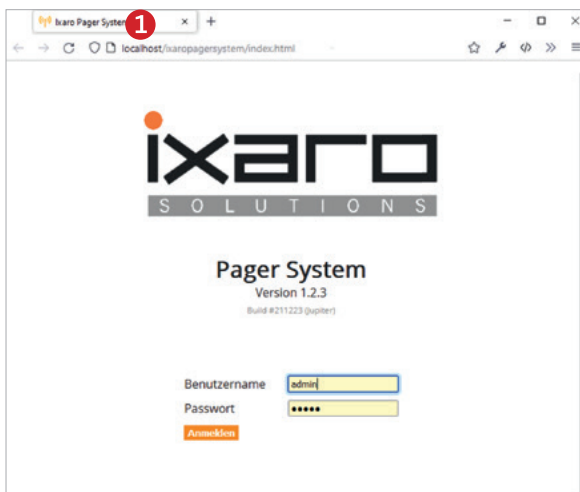 Ixaro Pager System
1
localhost/ixaropagersystem/index.html
ixaro
SOLUTIONS
Pager System
Version 1.2.3
Build #211223 (Jupiter)
Benutzername admin
Passwort •••••
Anmelden